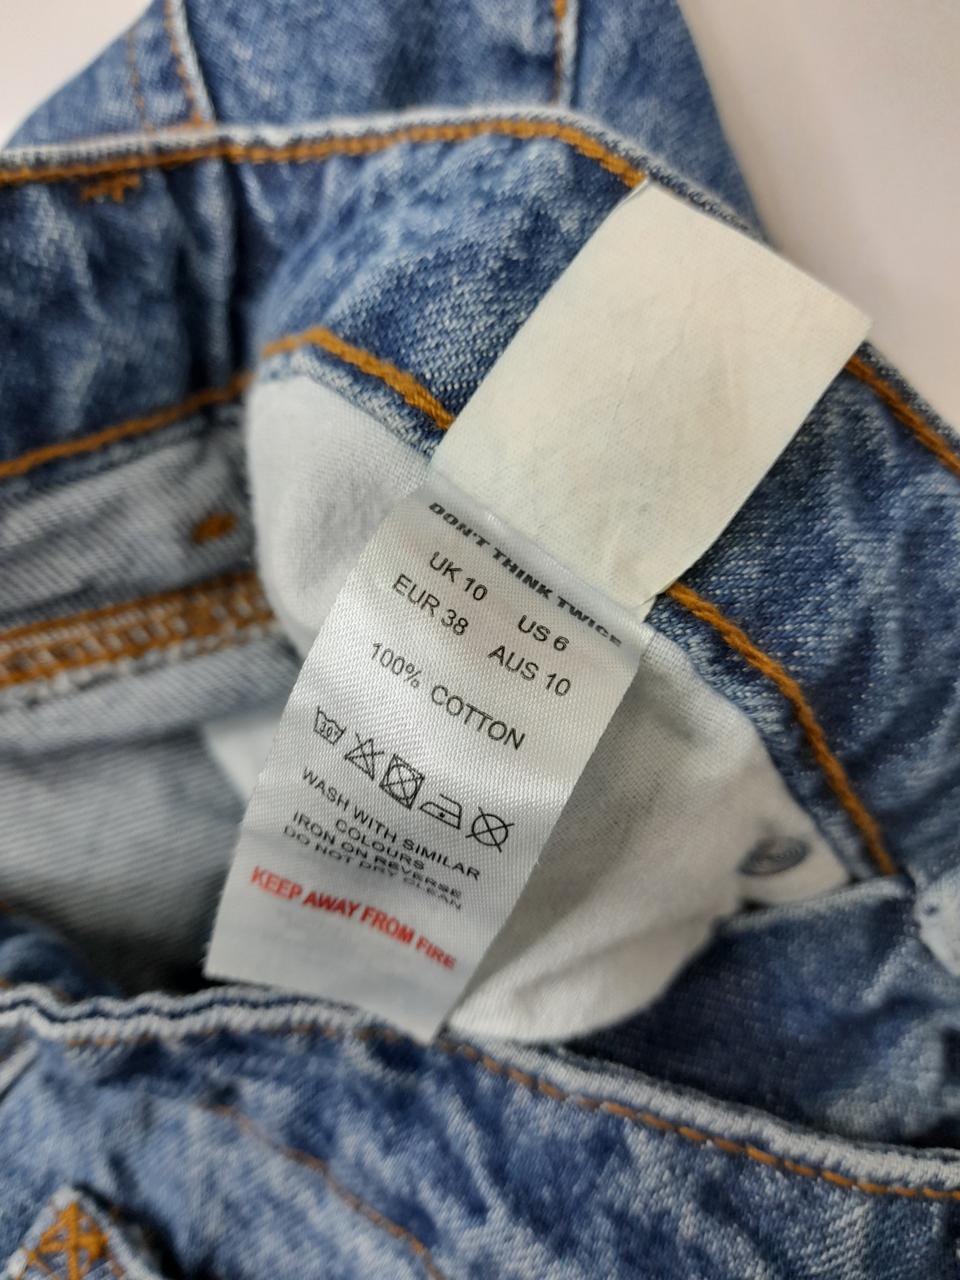 DON'T THINK TWICE
UK 10 US 6
EUR 38 AUS 10
100% COTTON
30°
WASH WITH SIMILAR
COLOURS
IRON ON REVERSE
DO NOT DRY CLEAN
KEEP AWAY FROM FIRE